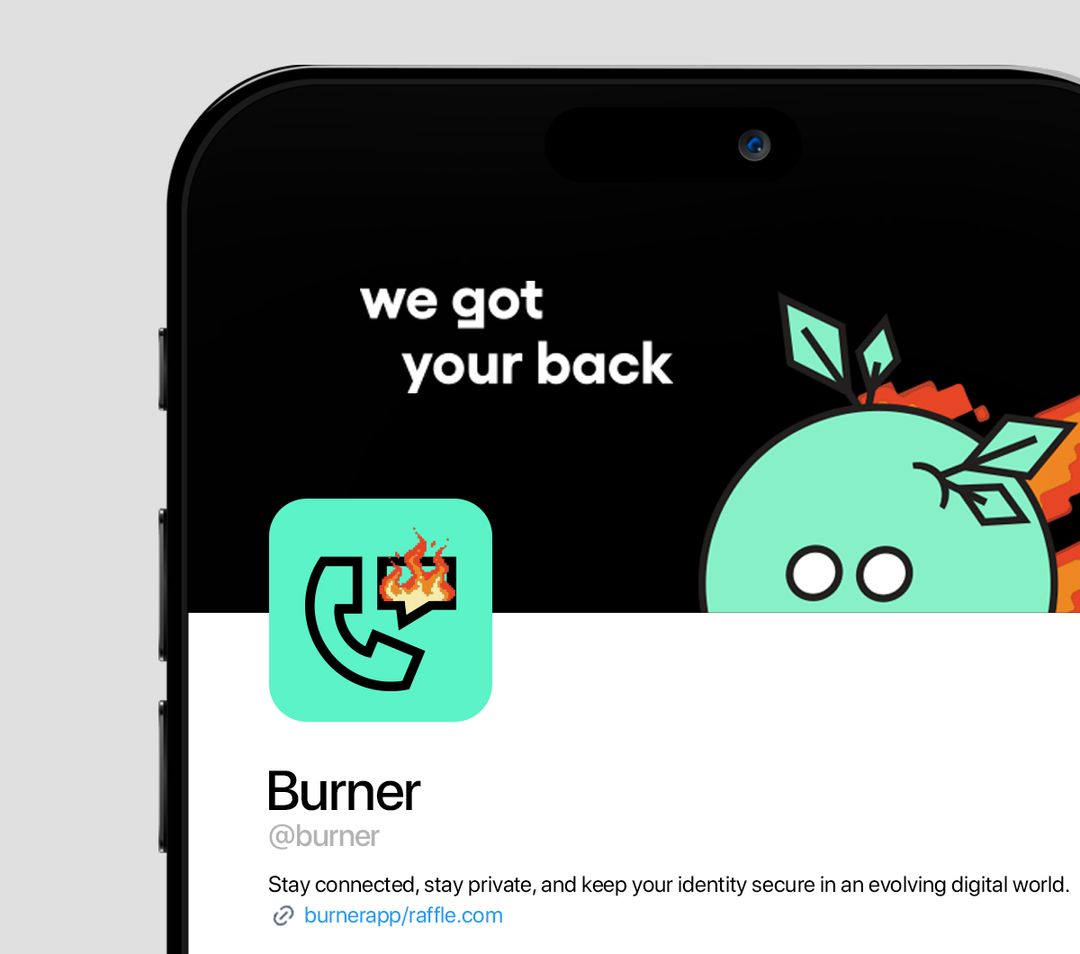 we got
your back
Burner
@burner
Stay connected, stay private, and keep your identity secure in an evolving digital world.
burnerapp/raffle.com